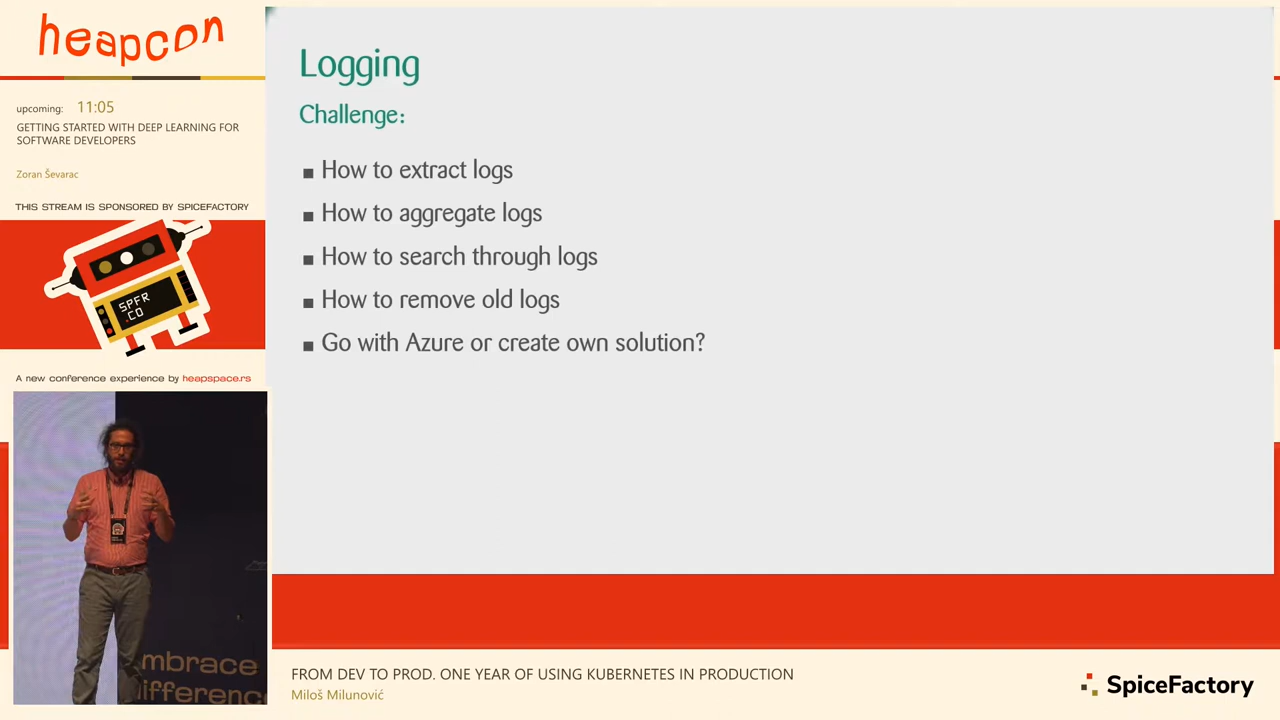 heapcon
upcoming: 11:05
GETTING STARTED WITH DEEP LEARNING FOR
SOFTWARE DEVELOPERS
Zoran Ševarac
THIS STREAM IS SPONSORED BY SPICEFACTORY
SPFR
.CO
A new conference experience by heapspace.rs
Logging
Challenge:
■ How to extract logs
■ How to aggregate logs
■ How to search through logs
■ How to remove old logs
■ Go with Azure or create own solution?
mbrace
ifference
FROM DEV TO PROD. ONE YEAR OF USING KUBERNETES IN PRODUCTION
Miloš Milunović
SpiceFactory